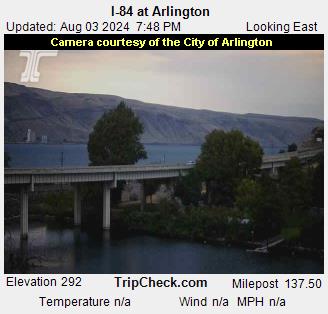 I-84 at Arlington
Updated: Aug 03 2024 7:48 PM Looking East
Camera courtesy of the City of Arlington
Elevation 292 TripCheck.com Milepost 137.50
Temperature n/a Wind n/a MPH n/a